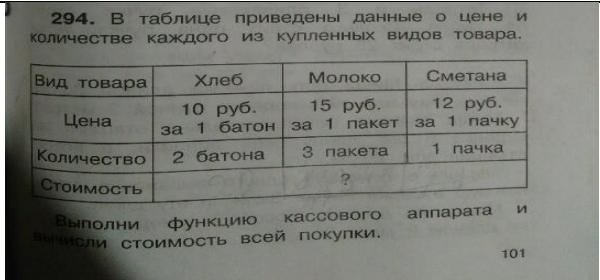 294. В таблице приведены данные о цене и
количестве каждого из купленных видов товара.
Вид товара Хлеб Молоко Сметана
Цена 10 руб. за 1 батон 15 руб. за 1 пакет 12 руб. за 1 пачку
Количество 2 батона 3 пакета 1 пачка
Стоимость ?
Выполни функцию кассового аппарата и
вычисли стоимость всей покупки.
101